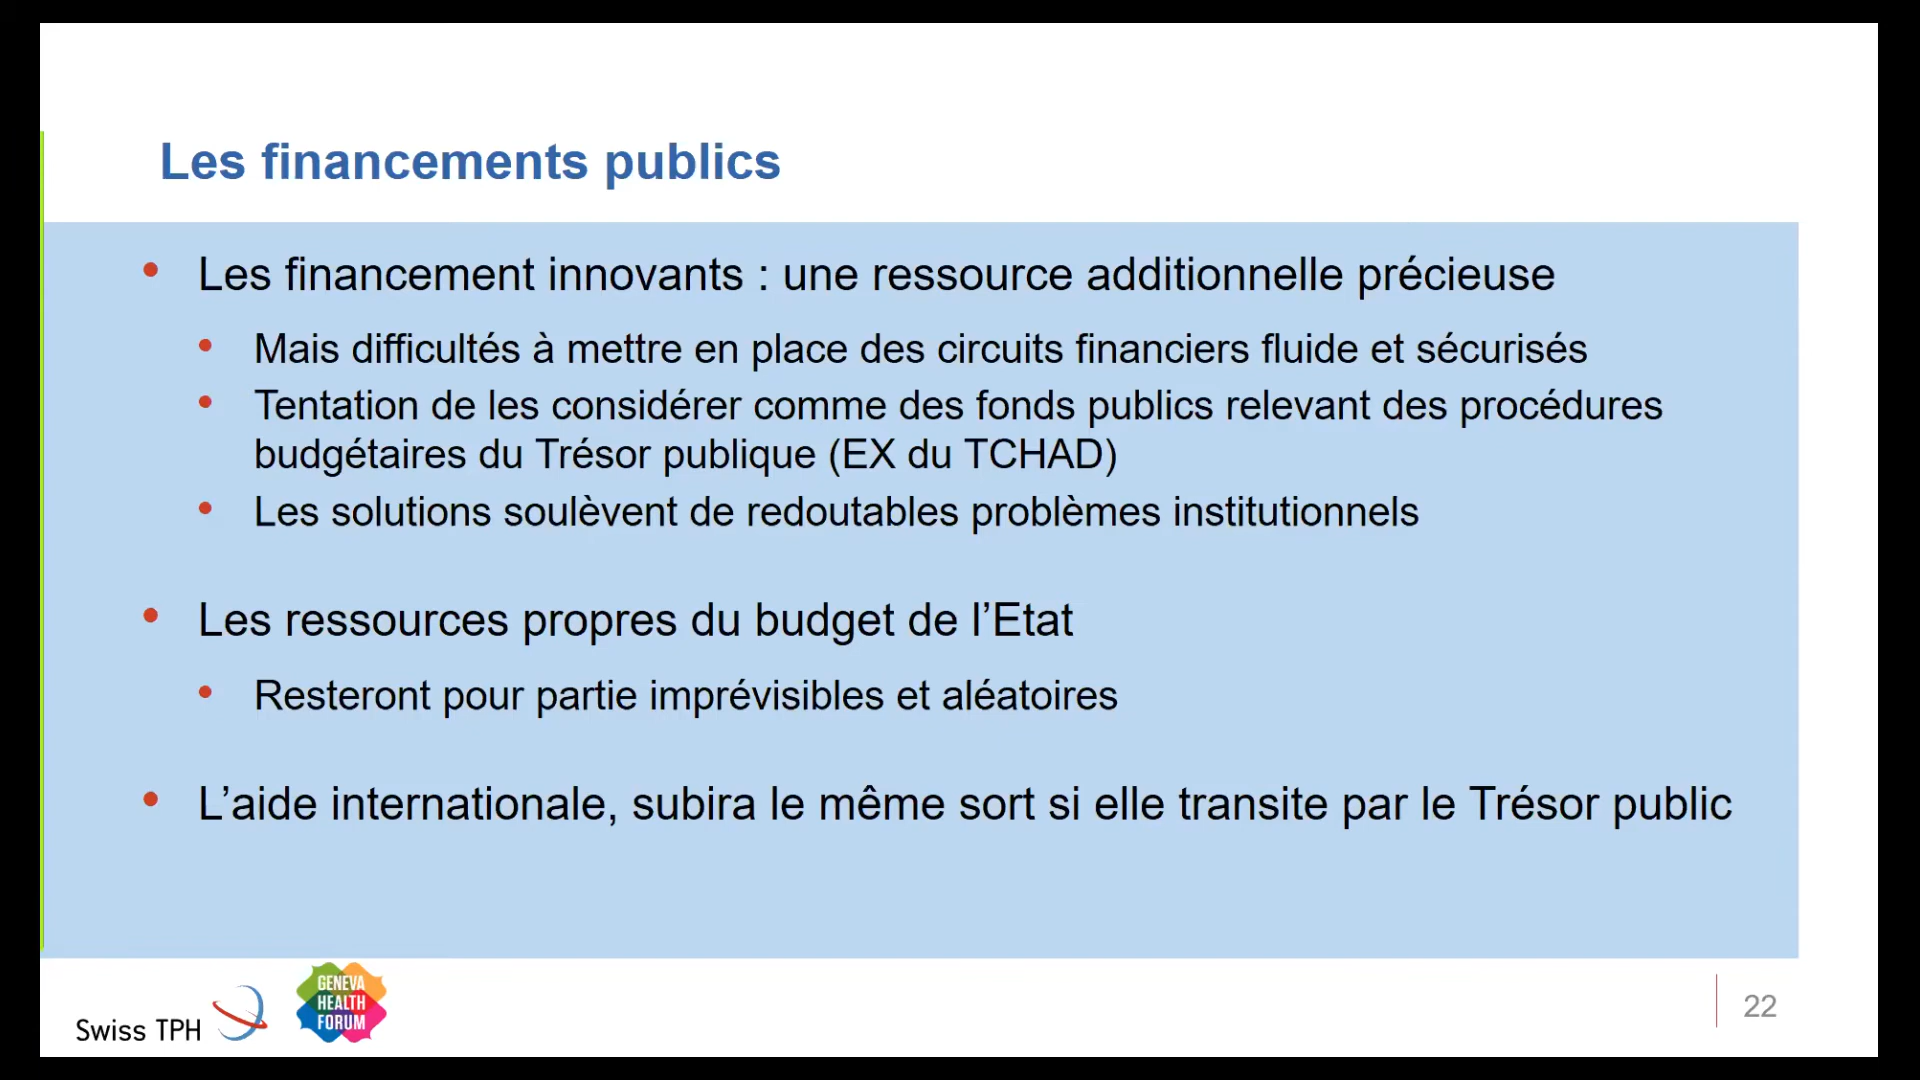 Les financements publics
• Les financement innovants : une ressource additionnelle précieuse
• Mais difficultés à mettre en place des circuits financiers fluide et sécurisés
• Tentation de les considérer comme des fonds publics relevant des procédures
budgétaires du Trésor publique (EX du TCHAD)
• Les solutions soulèvent de redoutables problèmes institutionnels
• Les ressources propres du budget de l’Etat
• Resteront pour partie imprévisibles et aléatoires
• L’aide internationale, subira le même sort si elle transite par le Trésor public
Swiss TPH
GENEVA
HEALTH
FORUM
22